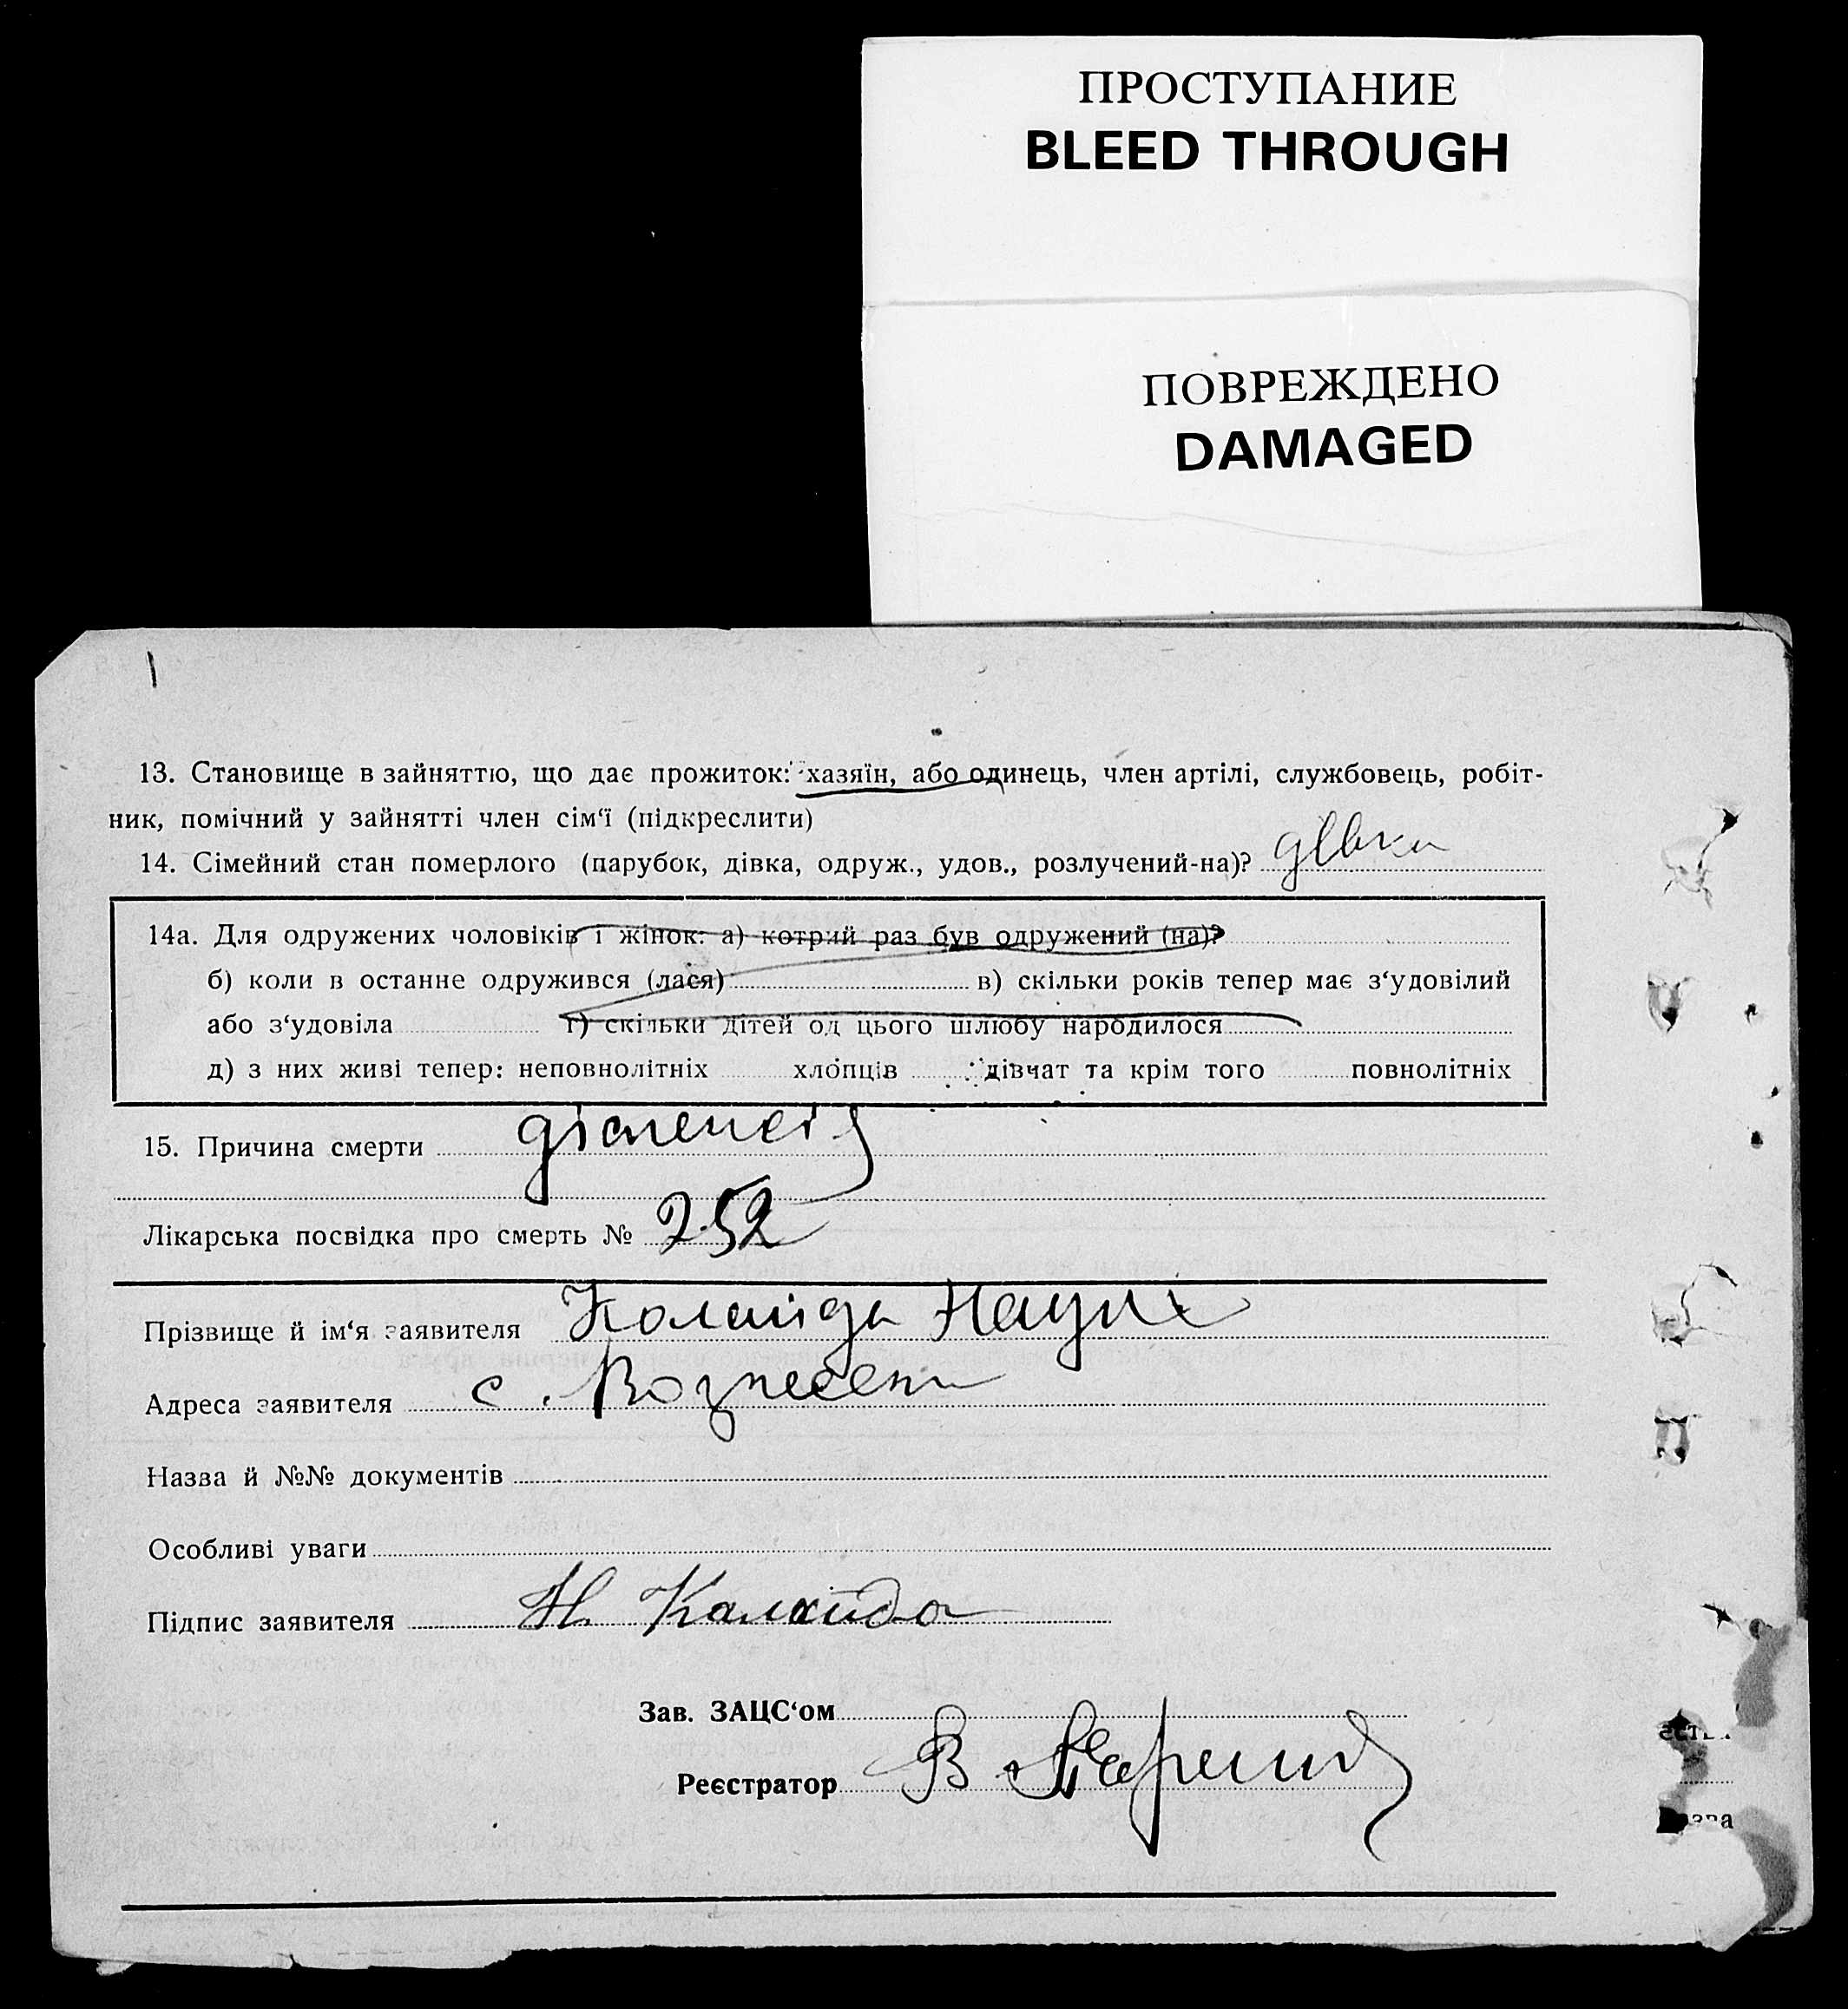 ПРОСТУПАНИЕ
BLEED THROUGH
ПОВРЕЖДЕНО
DAMAGED
13. Становище в зайняттю, що дає прожиток: хазяїн, або одинець, член артілі, службовець, робіт-
ник, помічний у зайнятті член сім'ї (підкреслити)
14. Сімейний стан померлого (парубок, дівка, одруж., удов., розлучений-на)? дівка
14а. Для одружених чоловіків і жінок: а) котрий раз був одружений (на)?
б) коли в останне одружився (лася) в) скільки років тепер має з'удовілий
або з'удовіла г) скільки дітей од цього шлюбу народилося
д) з них живі тепер: неповнолітніх хлопців дівчат та крім того повнолітніх
15. Причина смерти
Лікарська посвідка про смерть № 252
Прізвище й ім'я заявителя Наум
Адреса заявителя с. Вознесен
Назва й №№ документів
Особливі уваги
Підпис заявителя Н.
Зав. ЗАЦС'ом
Реєстратор В